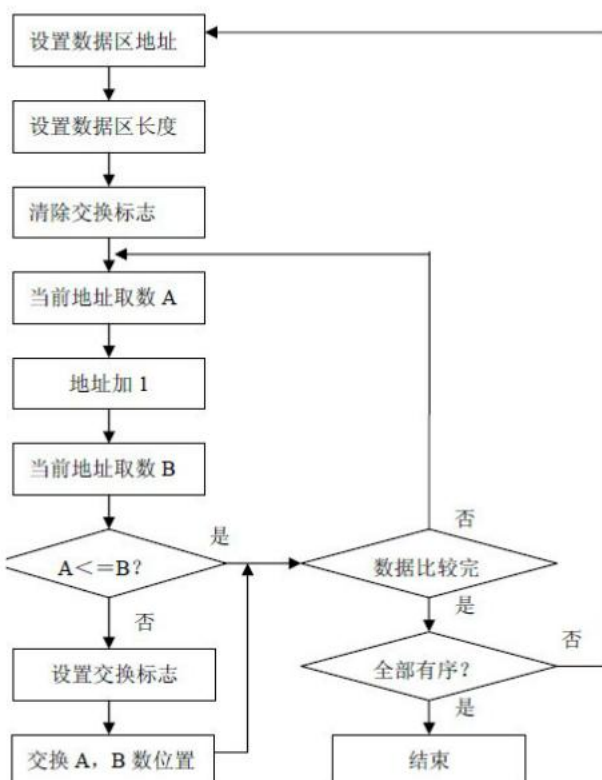 设置数据区地址
设置数据区长度
清除交换标志
当前地址取数 A
地址加 1
当前地址取数 B
A<=B?
是
否
设置交换标志
交换 A，B 数位置
数据比较完
否
是
全部有序？
否
是
结束